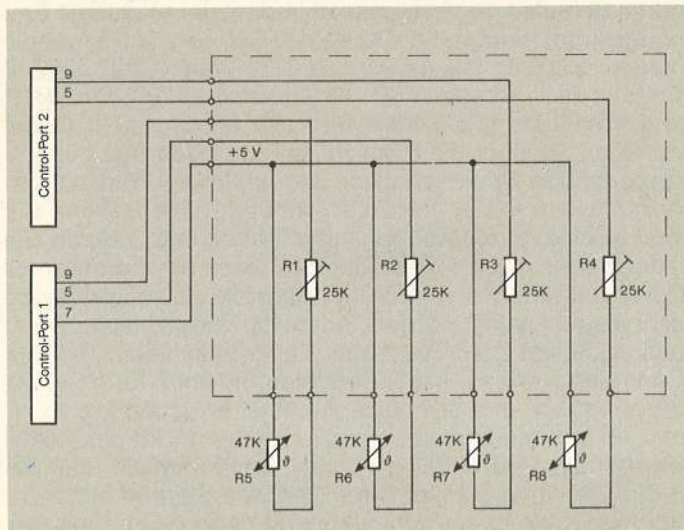 Control-Port 2
9
5
+5 V
Control-Port 1
9
5
7
R1
25K
R2
25K
R3
25K
R4
25K
47K
R5
ϑ
47K
R6
ϑ
47K
R7
ϑ
47K
R8
ϑ